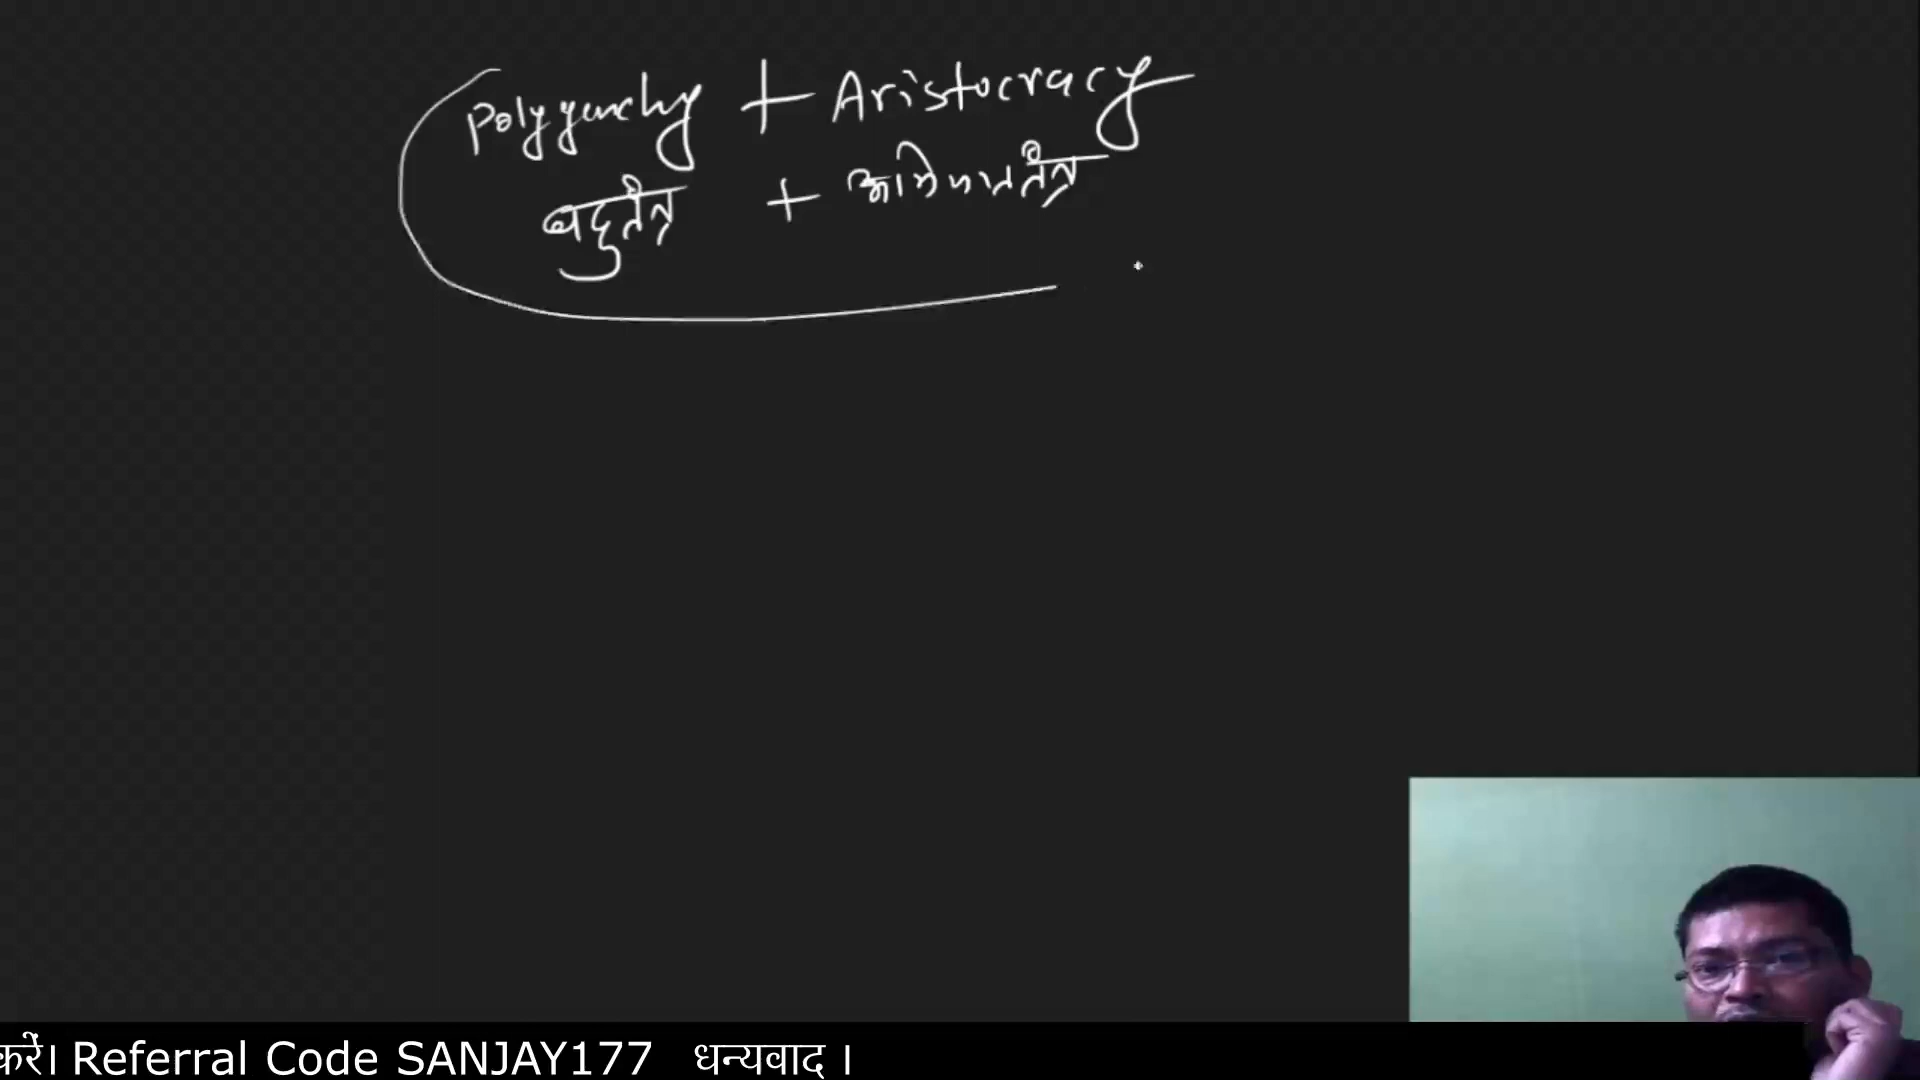 Polygarchy + Aristocracy
बहुतंत्र + अभिजाततंत्र
करें। Referral Code SANJAY177 धन्यवाद ।